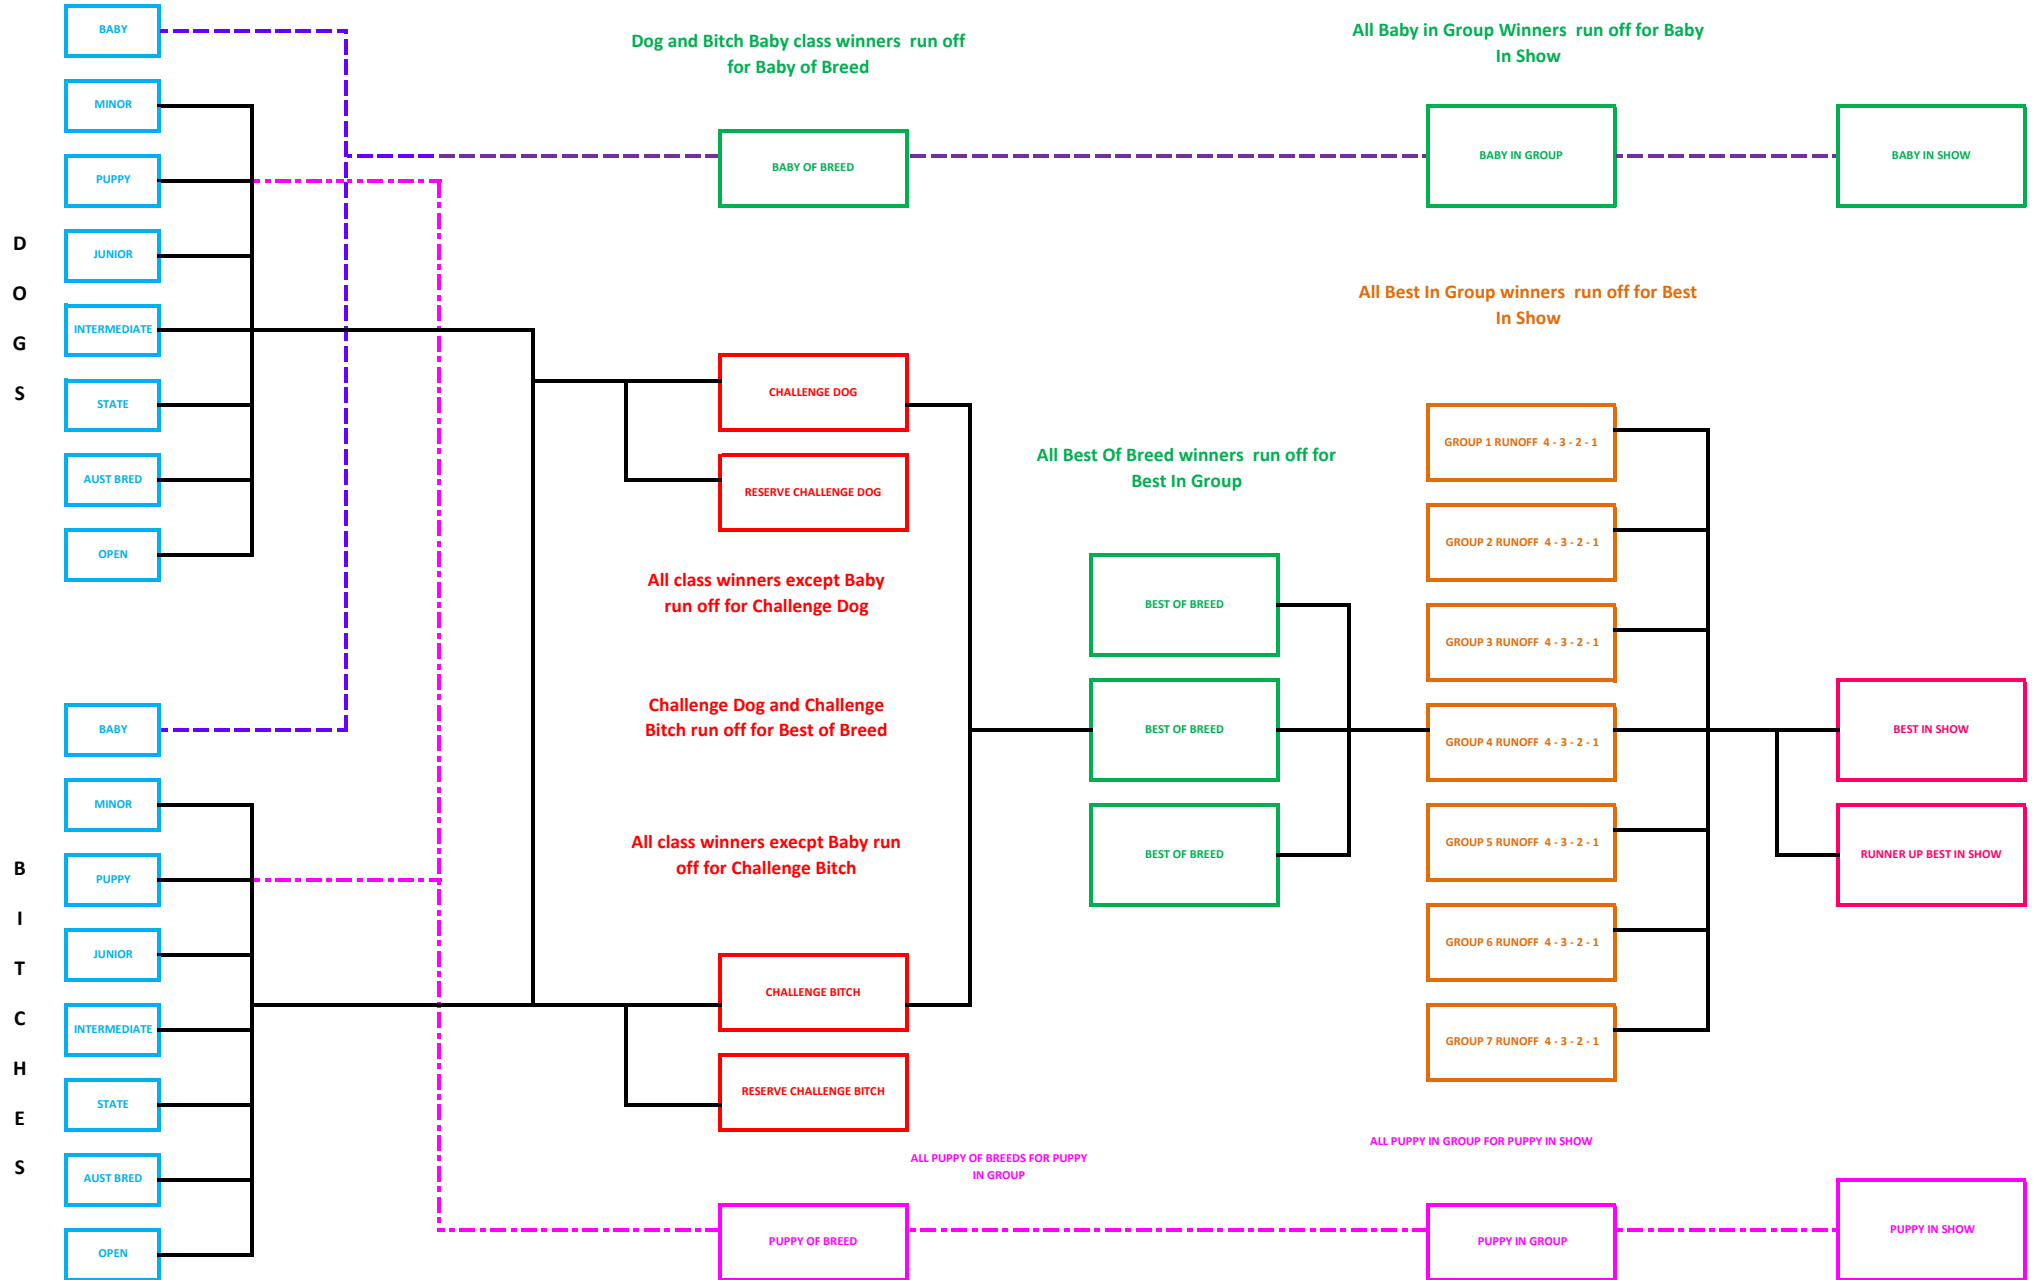 BABY
MINOR
PUPPY
JUNIOR
INTERMEDIATE
STATE
AUST BRED
OPEN
D
O
G
S
BABY
MINOR
PUPPY
JUNIOR
INTERMEDIATE
STATE
AUST BRED
OPEN
B
I
T
C
H
E
S
Dog and Bitch Baby class winners  run off
for Baby of Breed
BABY OF BREED
CHALLENGE DOG
RESERVE CHALLENGE DOG
All class winners except Baby
run off for Challenge Dog
Challenge Dog and Challenge
Bitch run off for Best of Breed
All class winners execpt Baby run
off for Challenge Bitch
CHALLENGE BITCH
RESERVE CHALLENGE BITCH
ALL PUPPY OF BREEDS FOR PUPPY
IN GROUP
PUPPY OF BREED
All Best Of Breed winners  run off for
Best In Group
BEST OF BREED
BEST OF BREED
BEST OF BREED
All Baby in Group Winners  run off for Baby
In Show
BABY IN GROUP
BABY IN SHOW
All Best In Group winners  run off for Best
In Show
GROUP 1 RUNOFF  4 - 3 - 2 - 1
GROUP 2 RUNOFF  4 - 3 - 2 - 1
GROUP 3 RUNOFF  4 - 3 - 2 - 1
GROUP 4 RUNOFF  4 - 3 - 2 - 1
GROUP 5 RUNOFF  4 - 3 - 2 - 1
GROUP 6 RUNOFF  4 - 3 - 2 - 1
GROUP 7 RUNOFF  4 - 3 - 2 - 1
BEST IN SHOW
RUNNER UP BEST IN SHOW
ALL PUPPY IN GROUP FOR PUPPY IN SHOW
PUPPY IN GROUP
PUPPY IN SHOW